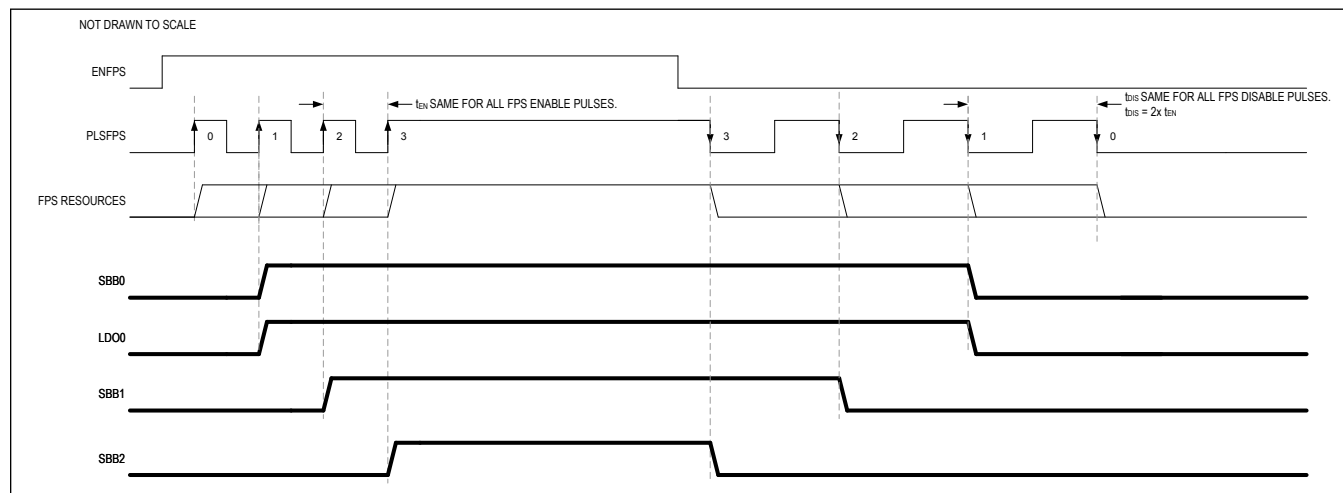 NOT DRAWN TO SCALE
ENFPS
tEN SAME FOR ALL FPS ENABLE PULSES.
tDIS SAME FOR ALL FPS DISABLE PULSES.
tDIS = 2x tEN
PLSFPS
0 1 2 3 3 2 1 0
FPS RESOURCES
SBB0
LDO0
SBB1
SBB2